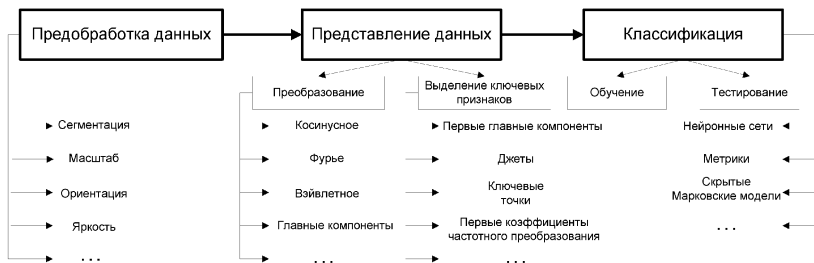 Предобработка данных
Представление данных
Классификация
Преобразование
Выделение ключевых
признаков
Обучение
Тестирование
Сегментация
Масштаб
Ориентация
Яркость
. . .
Косинусное
Фурье
Вэйвлетное
Главные компоненты
. . .
Первые главные компоненты
Джеты
Ключевые
точки
Первые коэффициенты
частотного преобразования
. . .
Нейронные сети
Метрики
Скрытые
Марковские модели
. . .